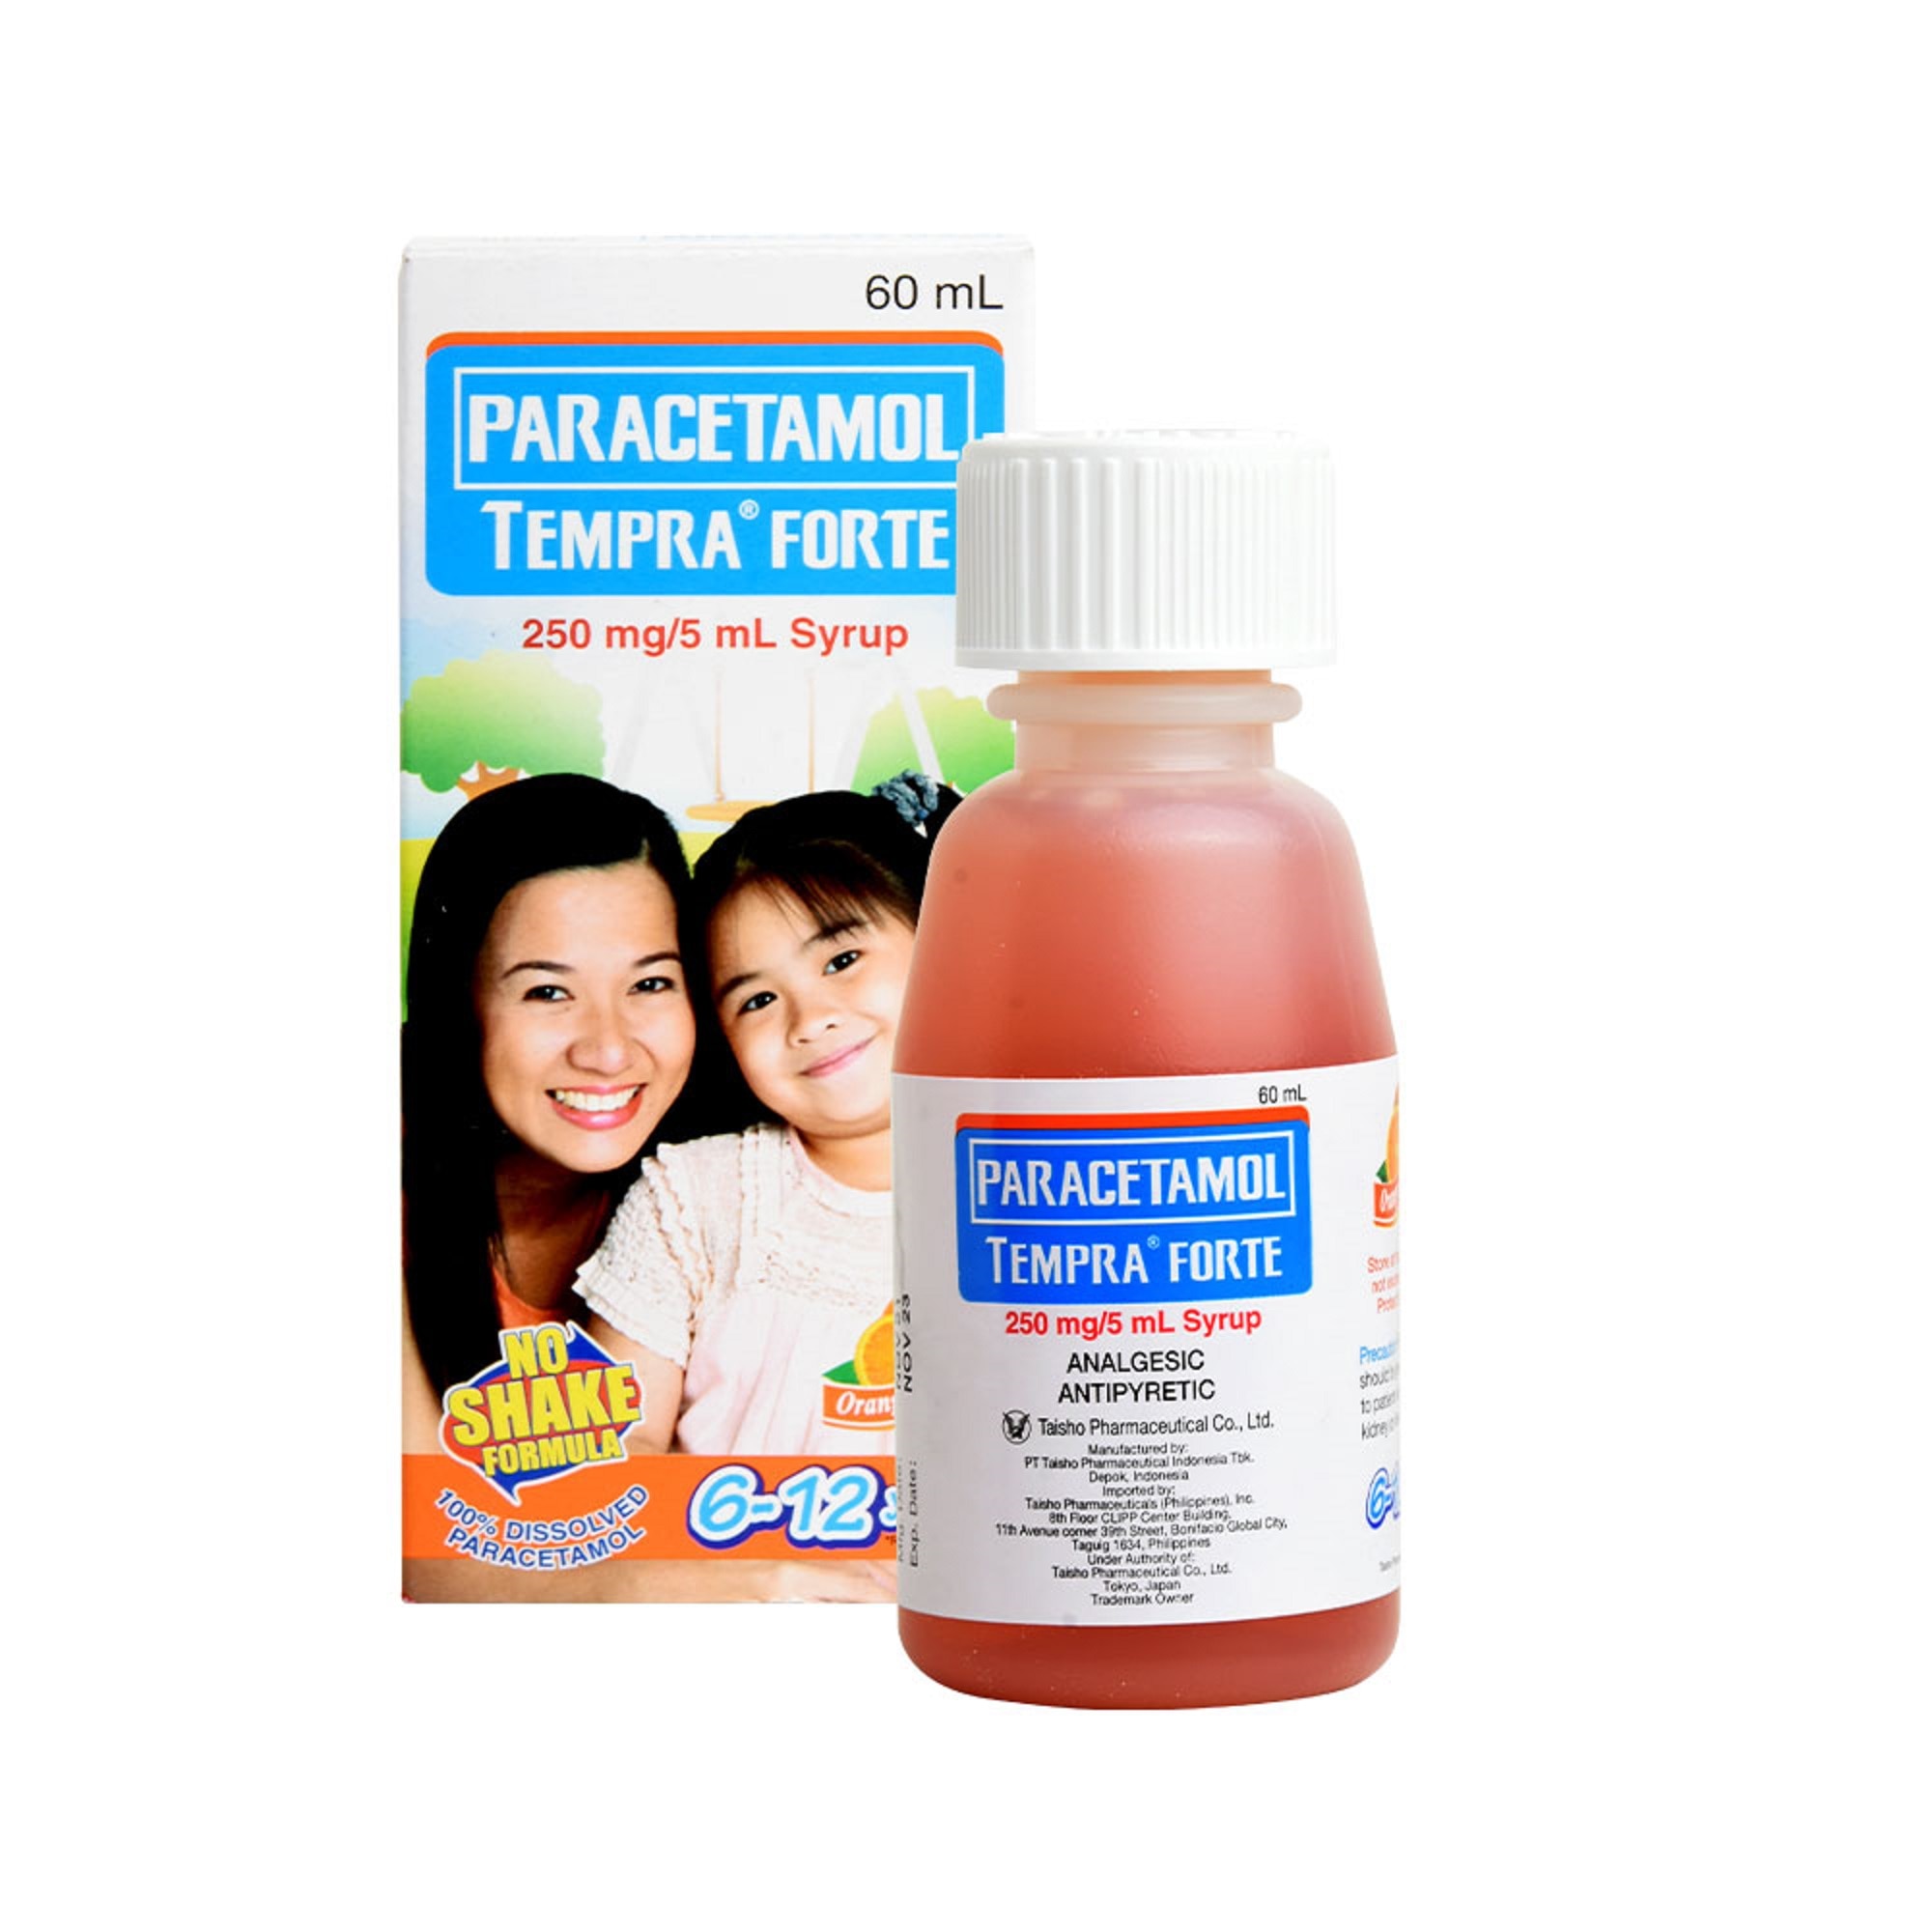 60 mL
PARACETAMOL
TEMPRA® FORTE
250 mg/5 mL Syrup
NO
SHAKE
FORMULA
100% DISSOLVED
PARACETAMOL
6-12
60 mL
PARACETAMOL
TEMPRA® FORTE
250 mg/5 mL Syrup
ANALGESIC
ANTIPYRETIC
Taisho Pharmaceutical Co., Ltd.
Manufactured by:
PT Taisho Pharmaceutical Indonesia Tbk.
Depok, Indonesia
Imported by:
Taisho Pharmaceuticals (Philippines), Inc.
8th Floor CLIPP Center Building,
11th Avenue corner 39th Street, Bonifacio Global City,
Taguig 1634, Philippines
Under Authority of:
Taisho Pharmaceutical Co., Ltd.
Tokyo, Japan
Trademark Owner
Exp. Date: NOV 23